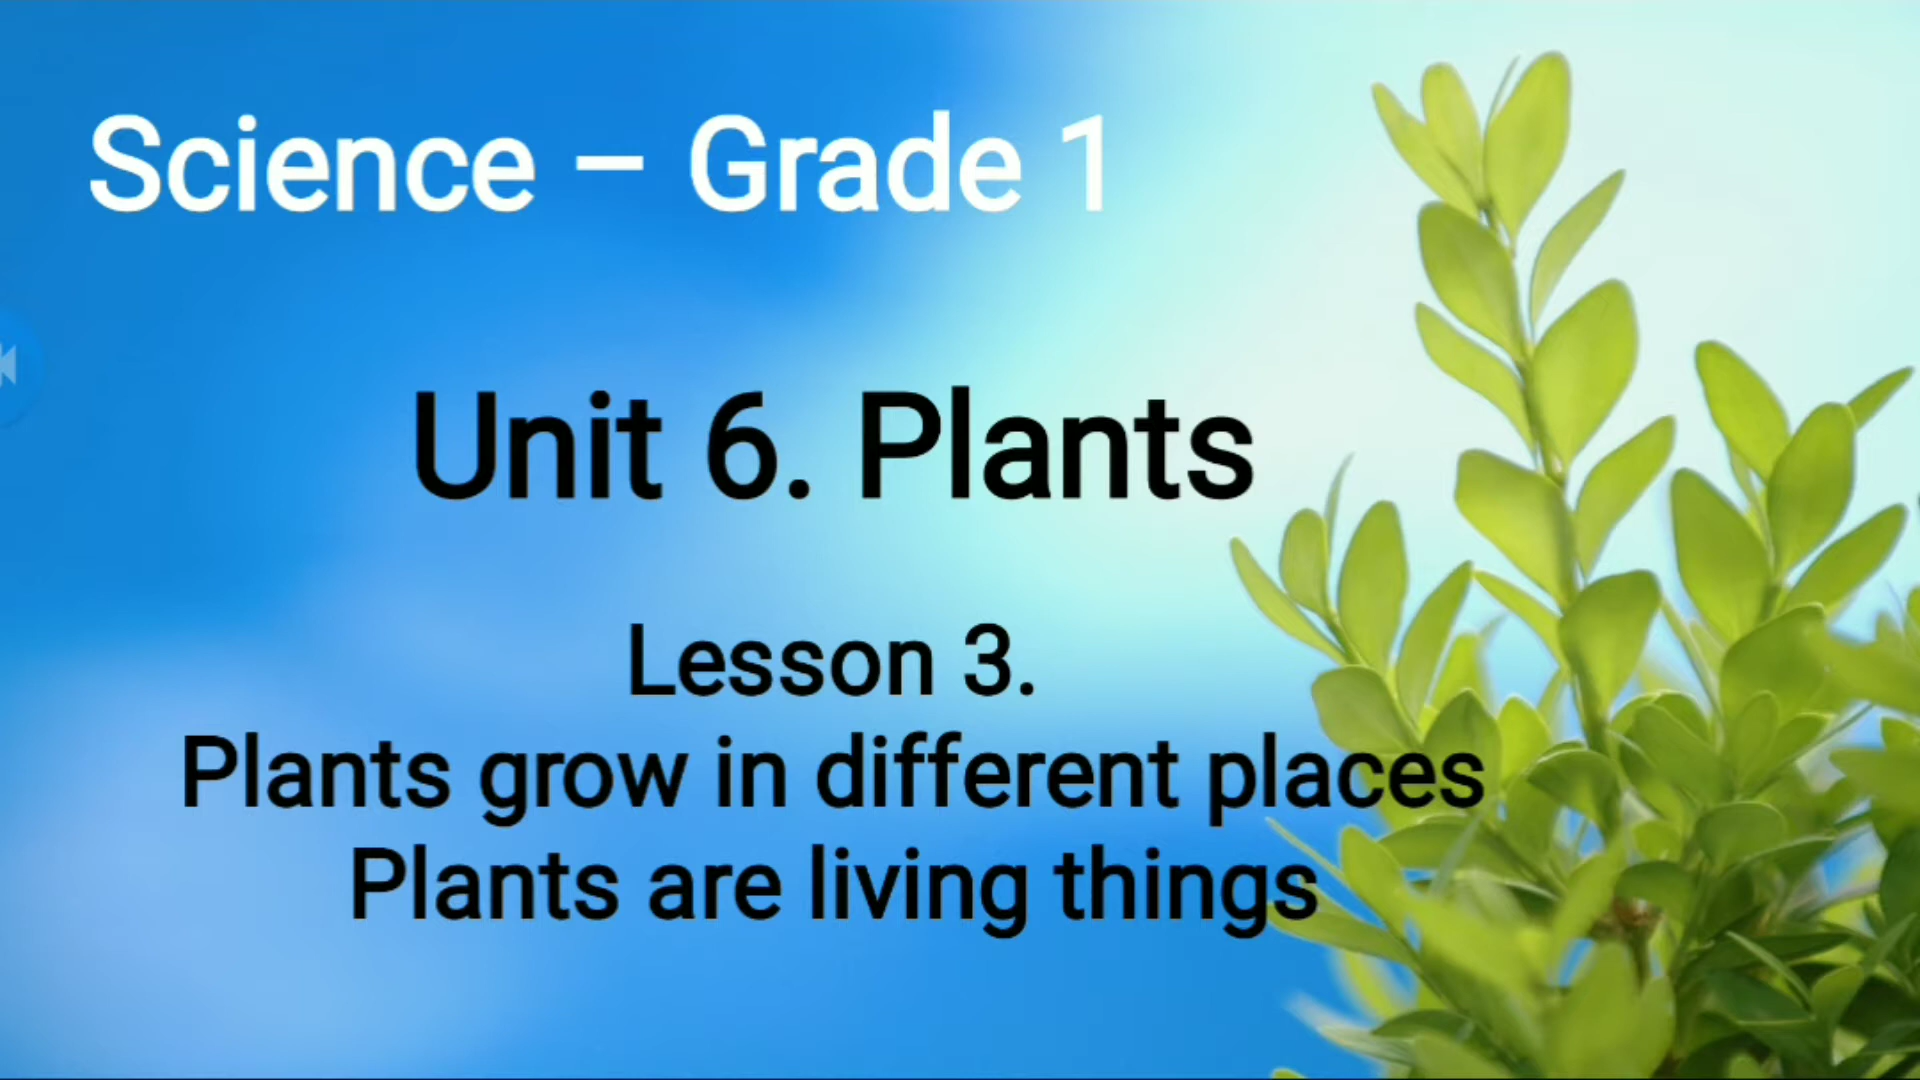 Science – Grade 1
Unit 6. Plants
Lesson 3.
Plants grow in different places
Plants are living things